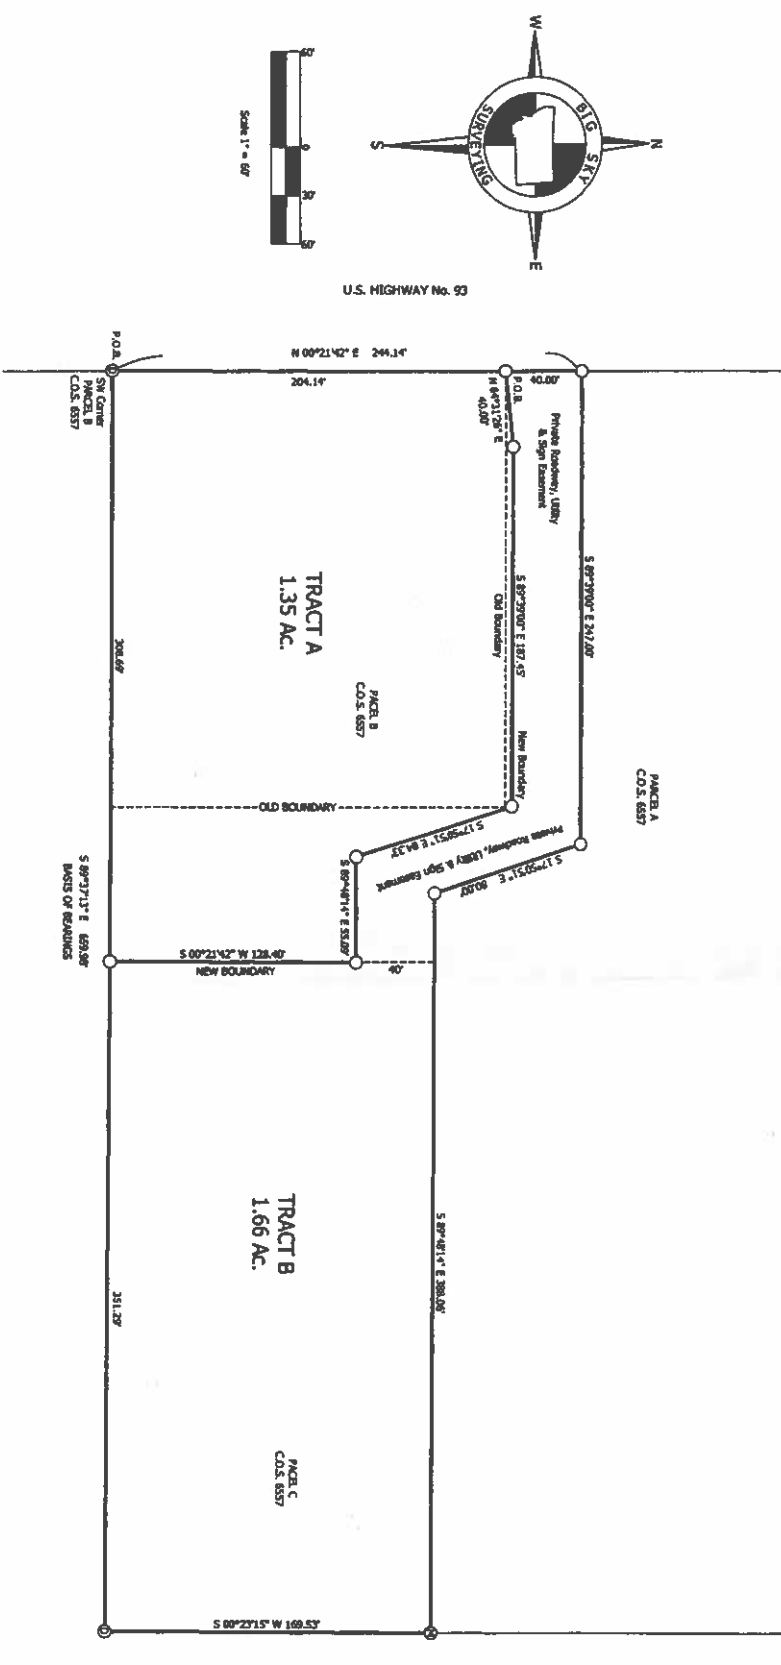 W
N
S
E
BIG SKY
SURVEYING
60'
0
30'
60'
Scale 1" = 60'
U.S. HIGHWAY No. 93
P.O.B.
SW Corner
PARCEL B
C.O.S. 6557
N 00°21'42" E 244.14'
204.14'
40.00'
P.O.B.
N 84°31'26" E
40.00'
Private Roadway, Utility
& Sign Easement
S 89°39'00" E 247.00'
S 89°39'00" E 187.45'
Old Boundary
New Boundary
TRACT A
1.35 Ac.
PACEL B
C.O.S. 6557
PARCEL A
C.O.S. 6557
308.69'
OLD BOUNDARY
S 17°50'51" E 84.33'
Private Roadway, Utility & Sign Easement
S 17°50'51" E 80.00'
S 89°48'14" E 55.09'
S 89°37'13" E 659.98'
BASIS OF BEARINGS
S 00°21'42" W 128.40'
NEW BOUNDARY
40'
TRACT B
1.66 Ac.
S 89°48'14" E 388.06'
351.29'
PACEL C
C.O.S. 6557
S 00°23'15" W 169.53'